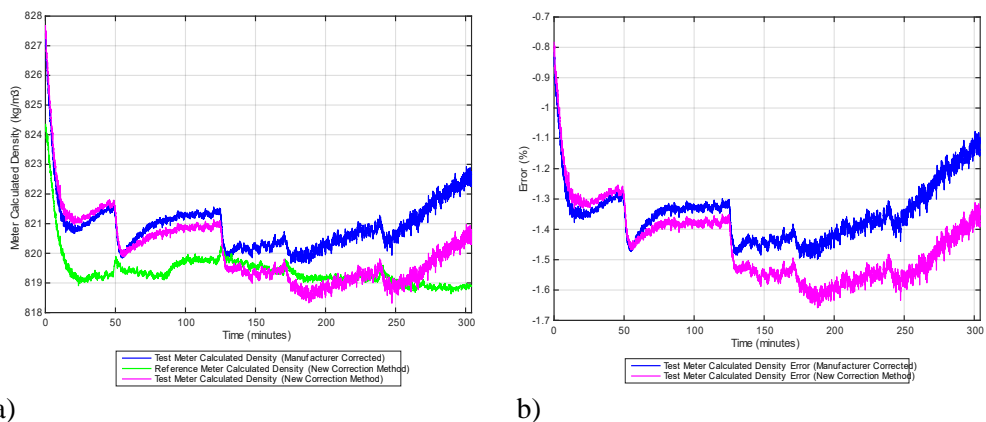 828
827
826
825
824
823
822
821
820
819
818
Meter Calculated Density (kg/m3)
0 50 100 150 200 250 300
Time (minutes)
Test Meter Calculated Density (Manufacturer Corrected)
Reference Meter Calculated Density (New Correction Method)
Test Meter Calculated Density (New Correction Method)
a)
-0.7
-0.8
-0.9
-1
-1.1
-1.2
-1.3
-1.4
-1.5
-1.6
-1.7
Error (%)
0 50 100 150 200 250 300
Time (minutes)
Test Meter Calculated Density Error (Manufacturer Corrected)
Test Meter Calculated Density Error (New Correction Method)
b)